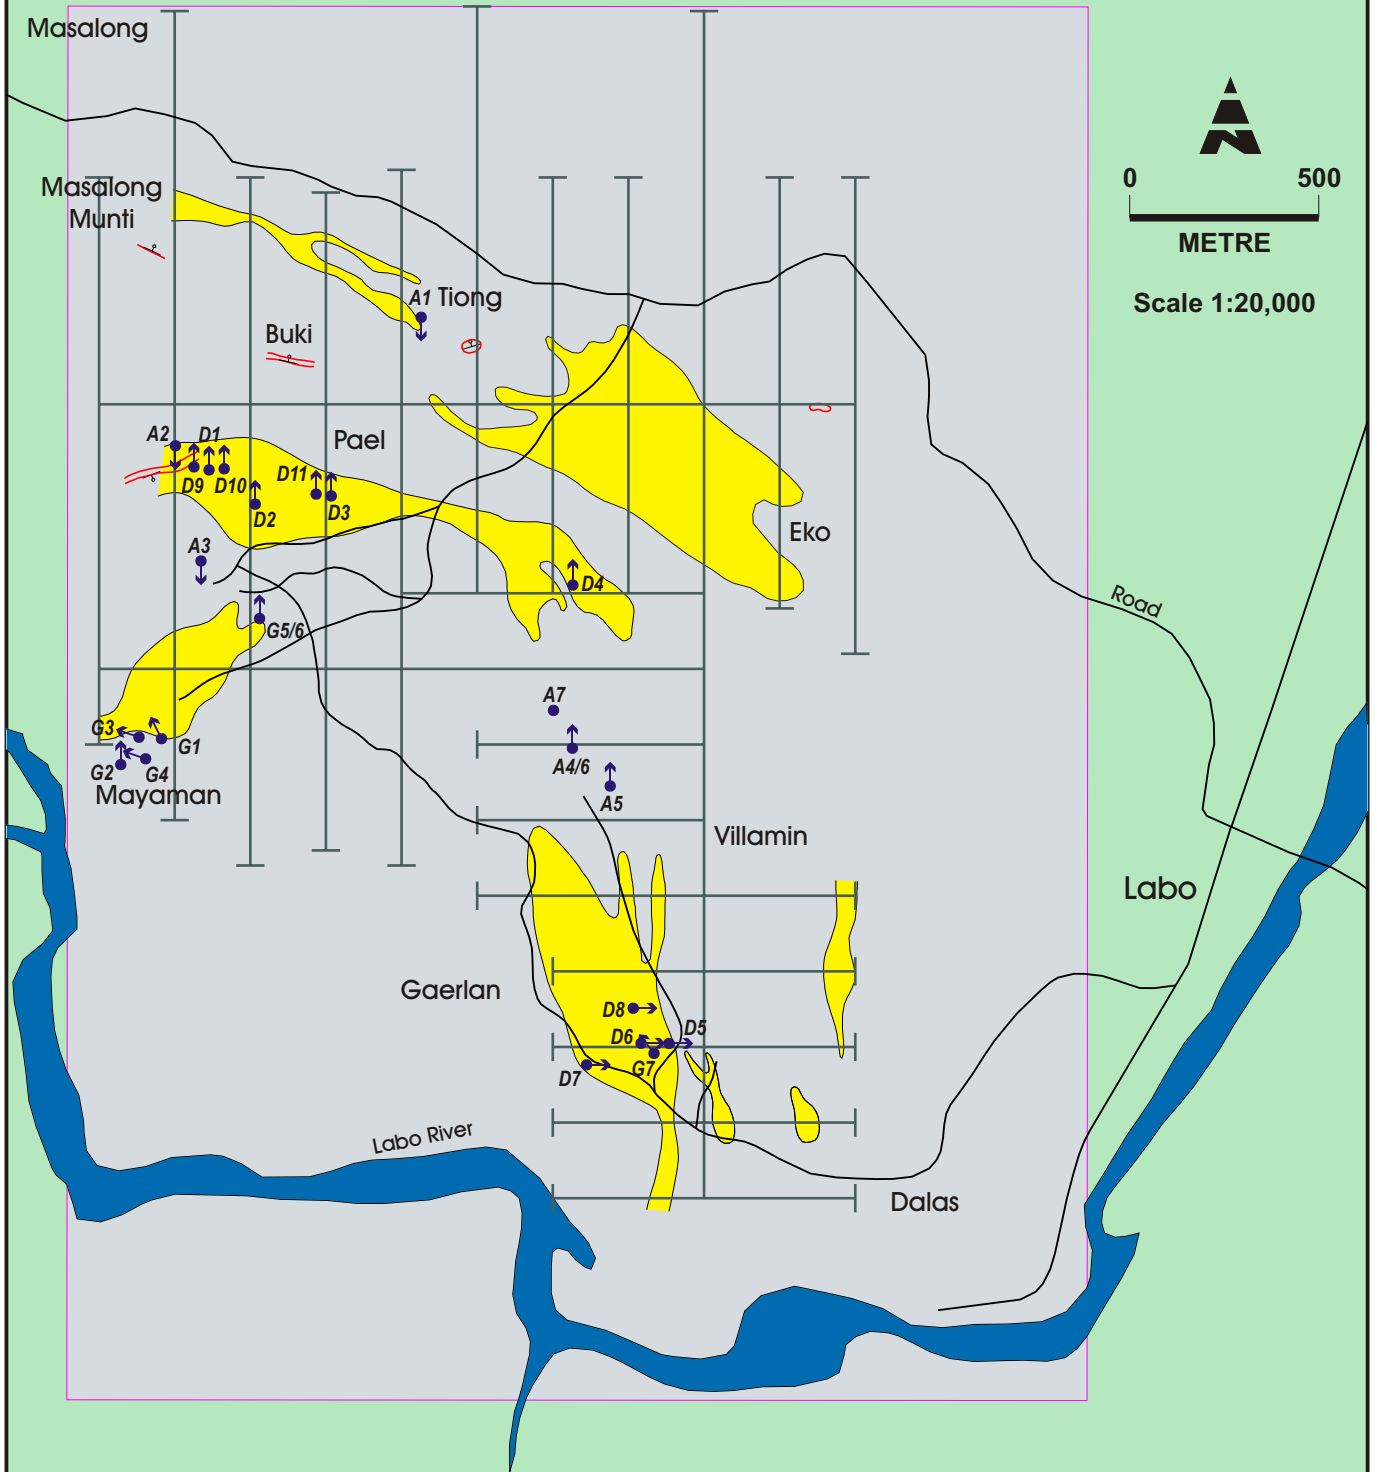 Masalong
Masalong
Munti
0 500
METRE
Scale 1:20,000
A1 Tiong
Buki
Pael
A2
D1
D9
D10
D11
D2
D3
Eko
A3
D4
Road
G5/6
A7
G3
G1
G2
G4
A4/6
Mayaman
A5
Villamin
Labo
Gaerlan
D8
D5
D6
G7
D7
Labo River
Dalas